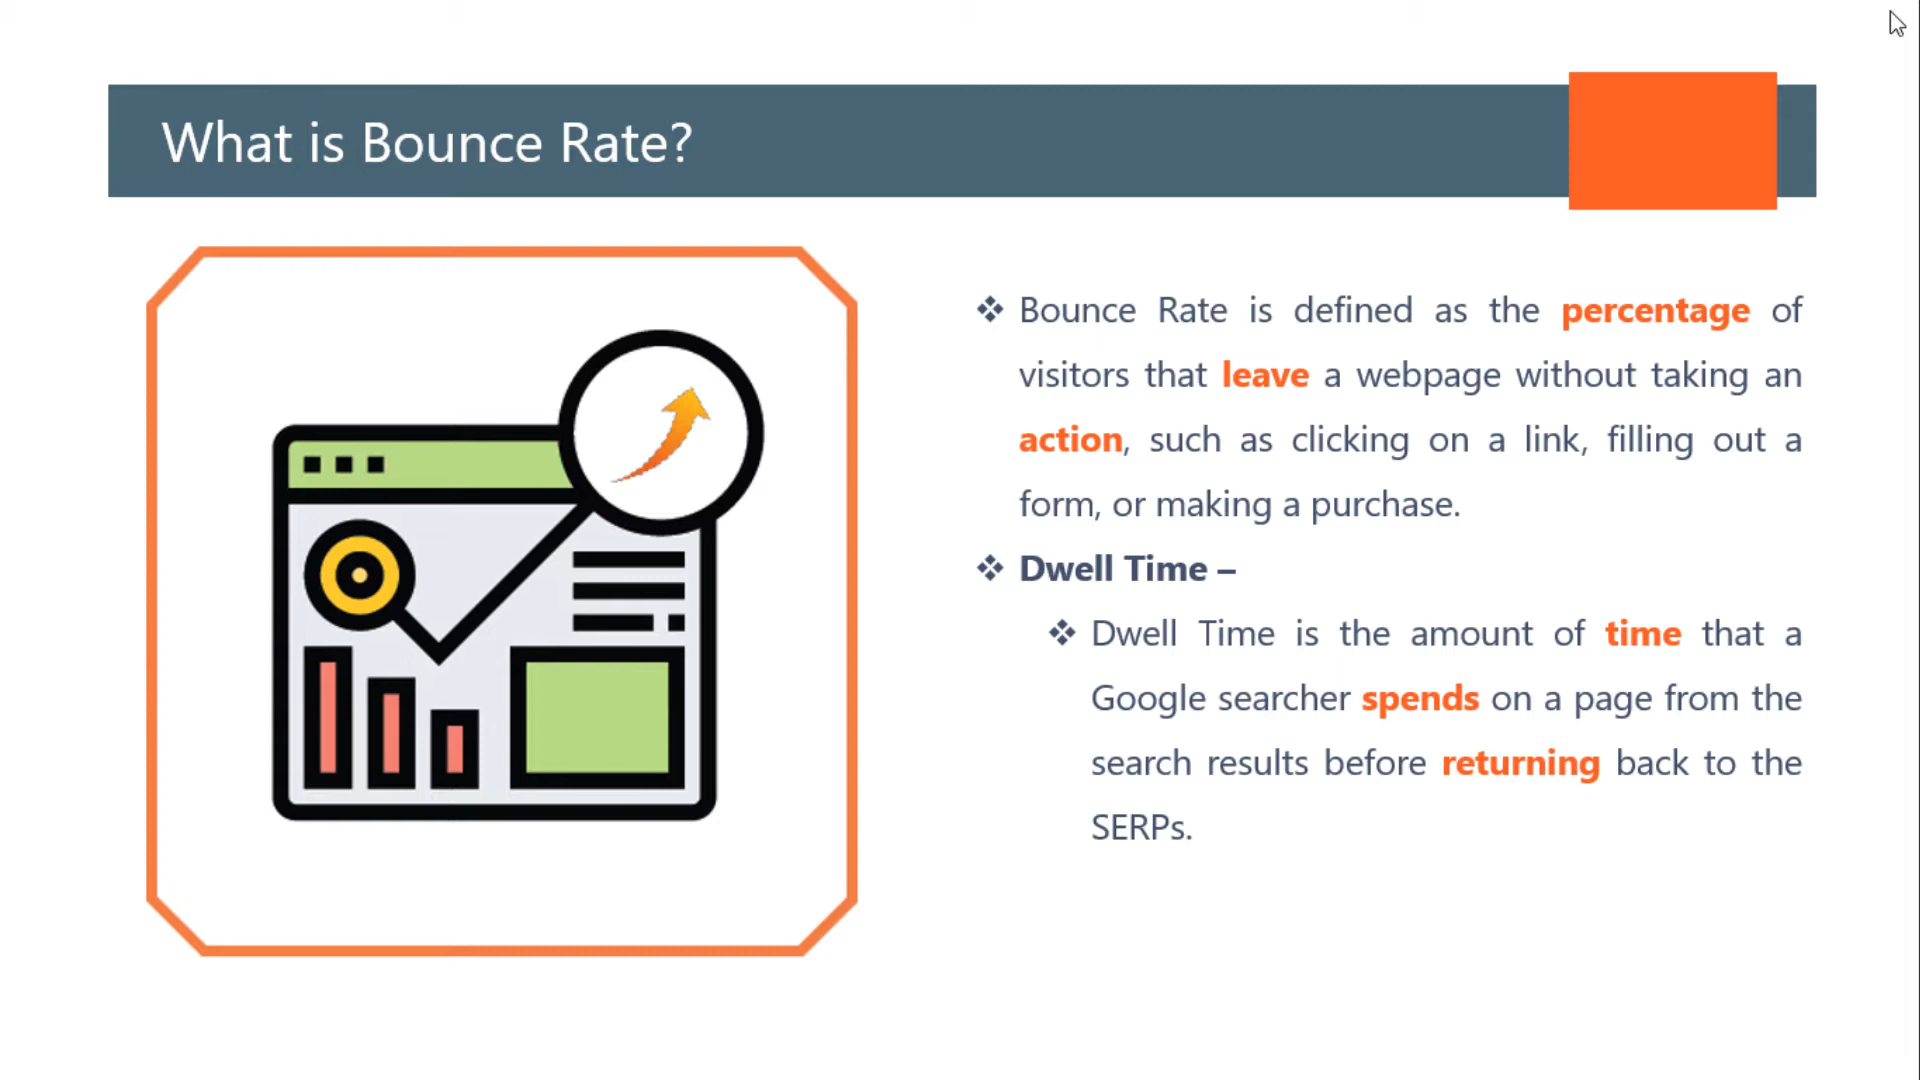 What is Bounce Rate?
❖ Bounce Rate is defined as the percentage of
visitors that leave a webpage without taking an
action, such as clicking on a link, filling out a
form, or making a purchase.
❖ Dwell Time –
❖ Dwell Time is the amount of time that a
Google searcher spends on a page from the
search results before returning back to the
SERPs.